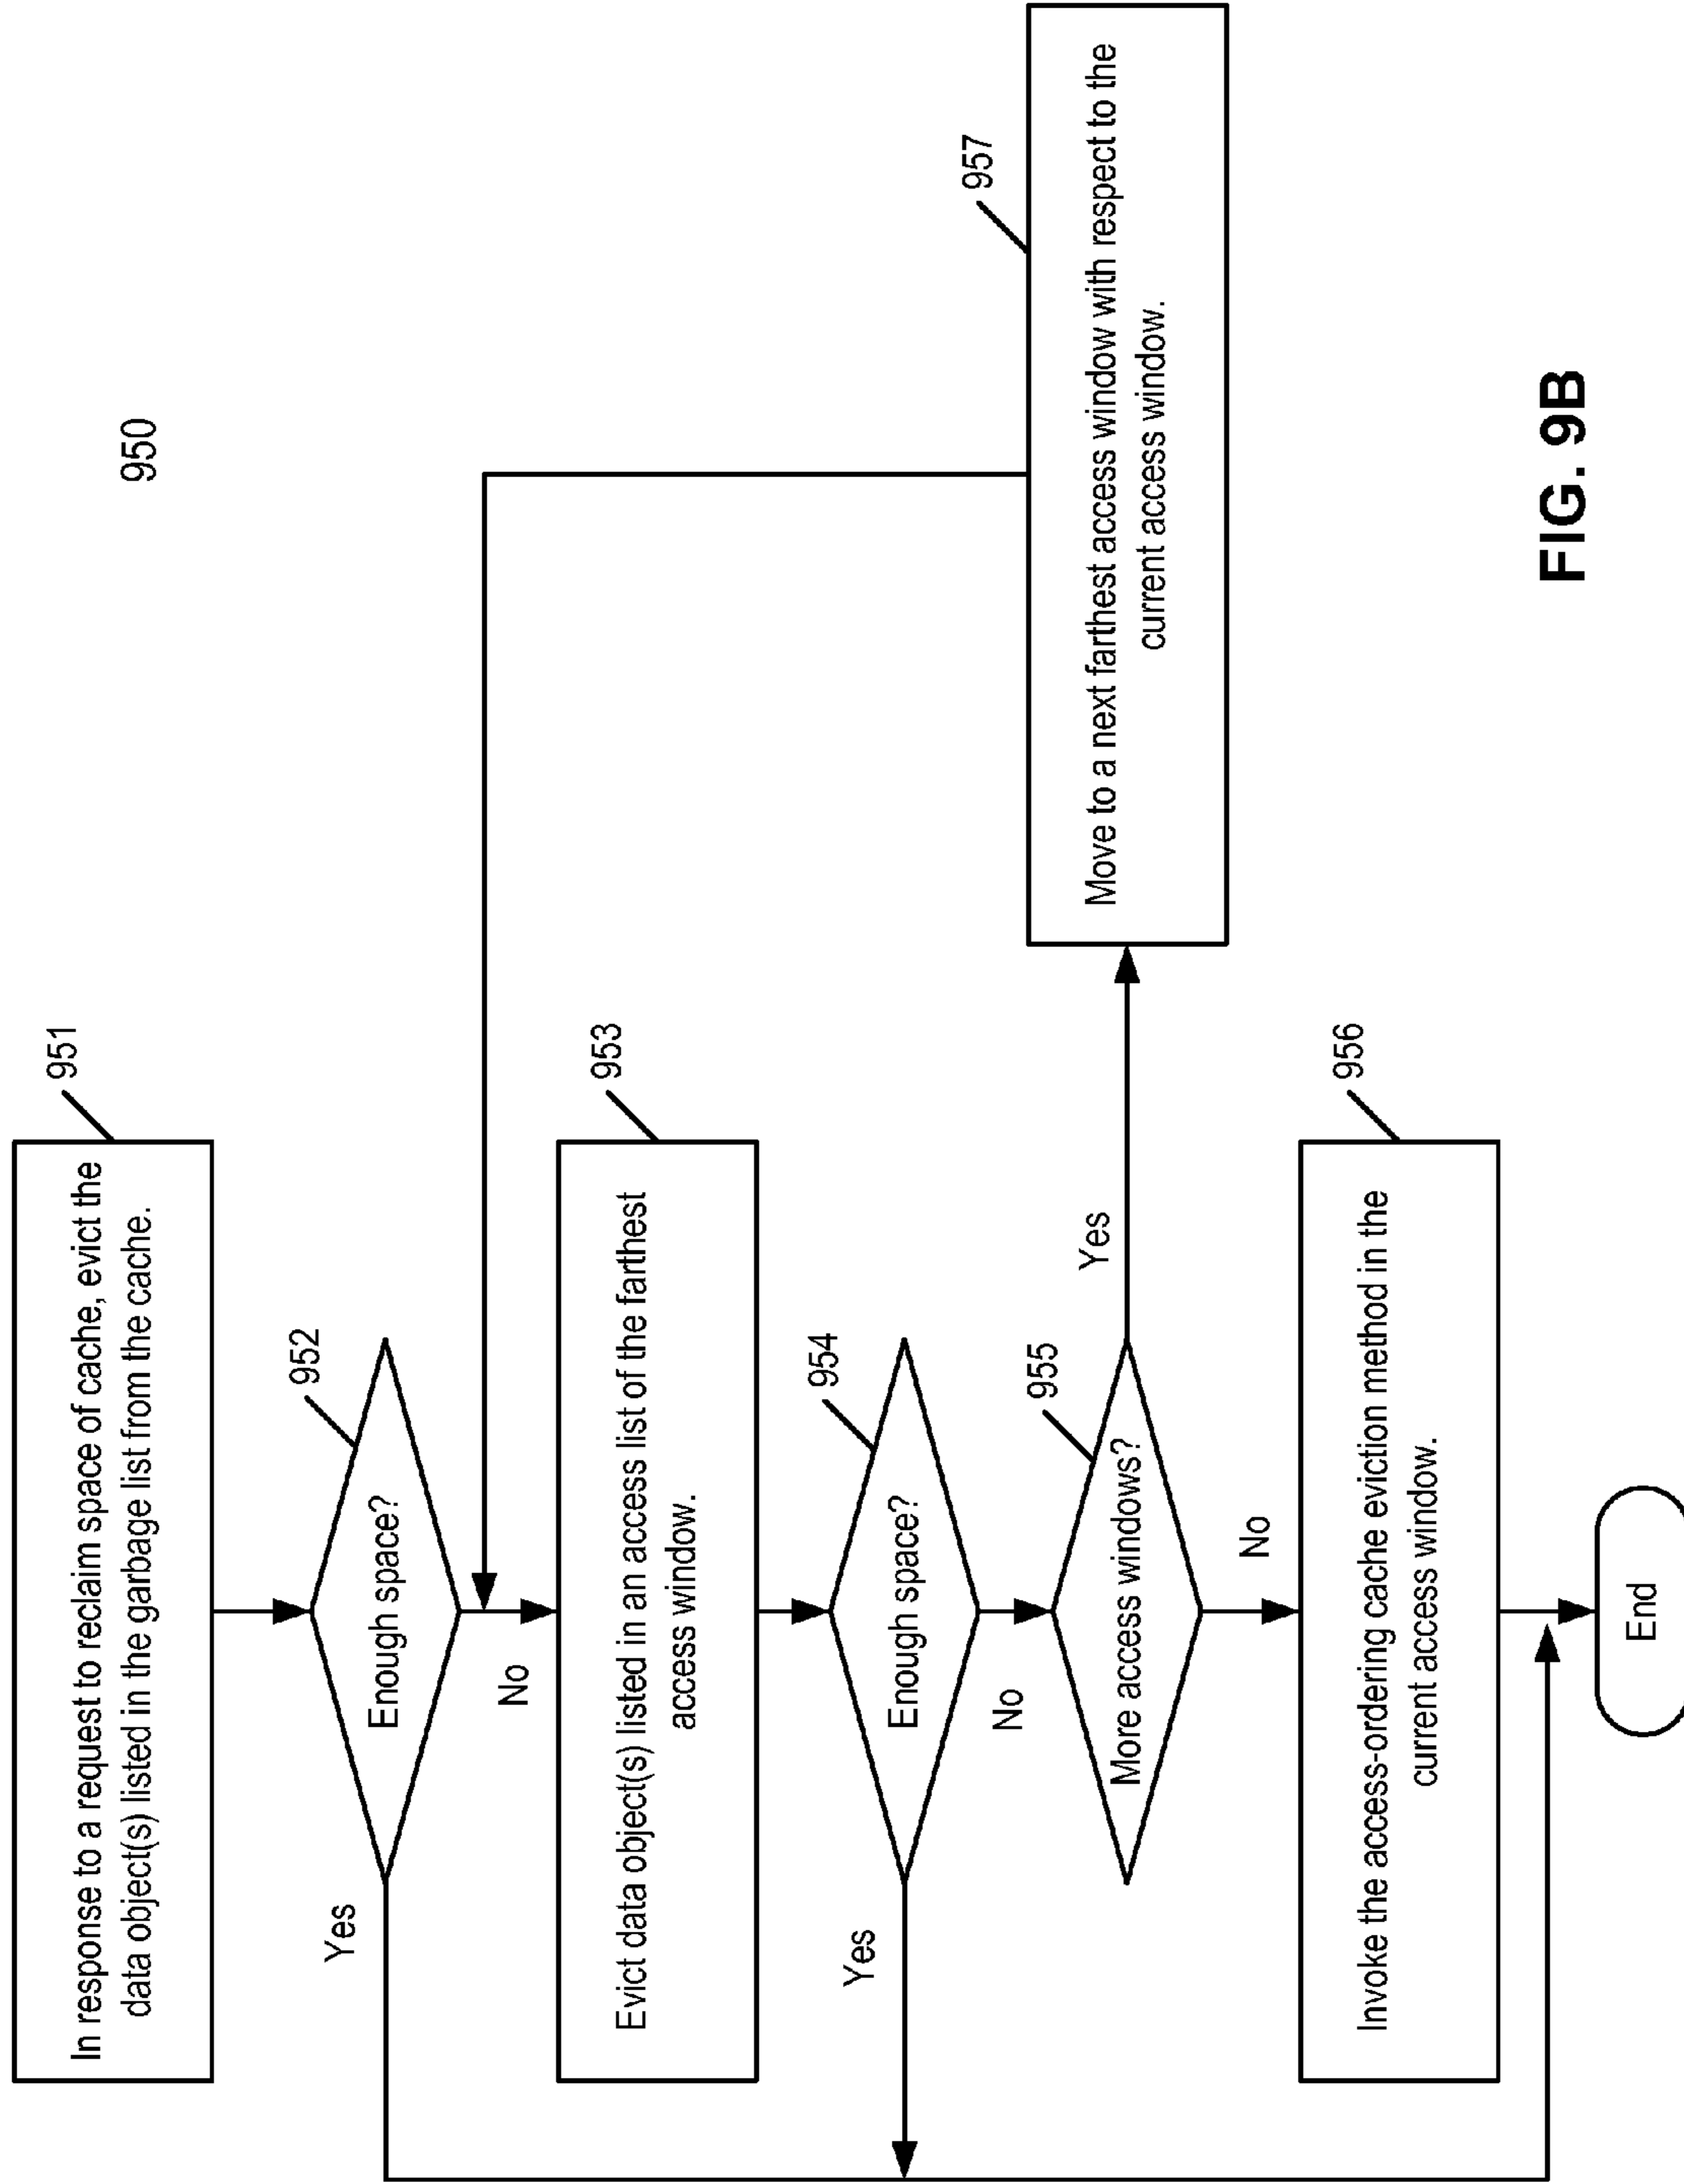 950
951
In response to a request to reclaim space of cache, evict the
data object(s) listed in the garbage list from the cache.
952
Enough space?
Yes
No
953
Evict data object(s) listed in an access list of the farthest
access window.
954
Enough space?
Yes
No
955
More access windows?
Yes
No
957
Move to a next farthest access window with respect to the
current access window.
956
Invoke the access-ordering cache eviction method in the
current access window.
End
FIG. 9B